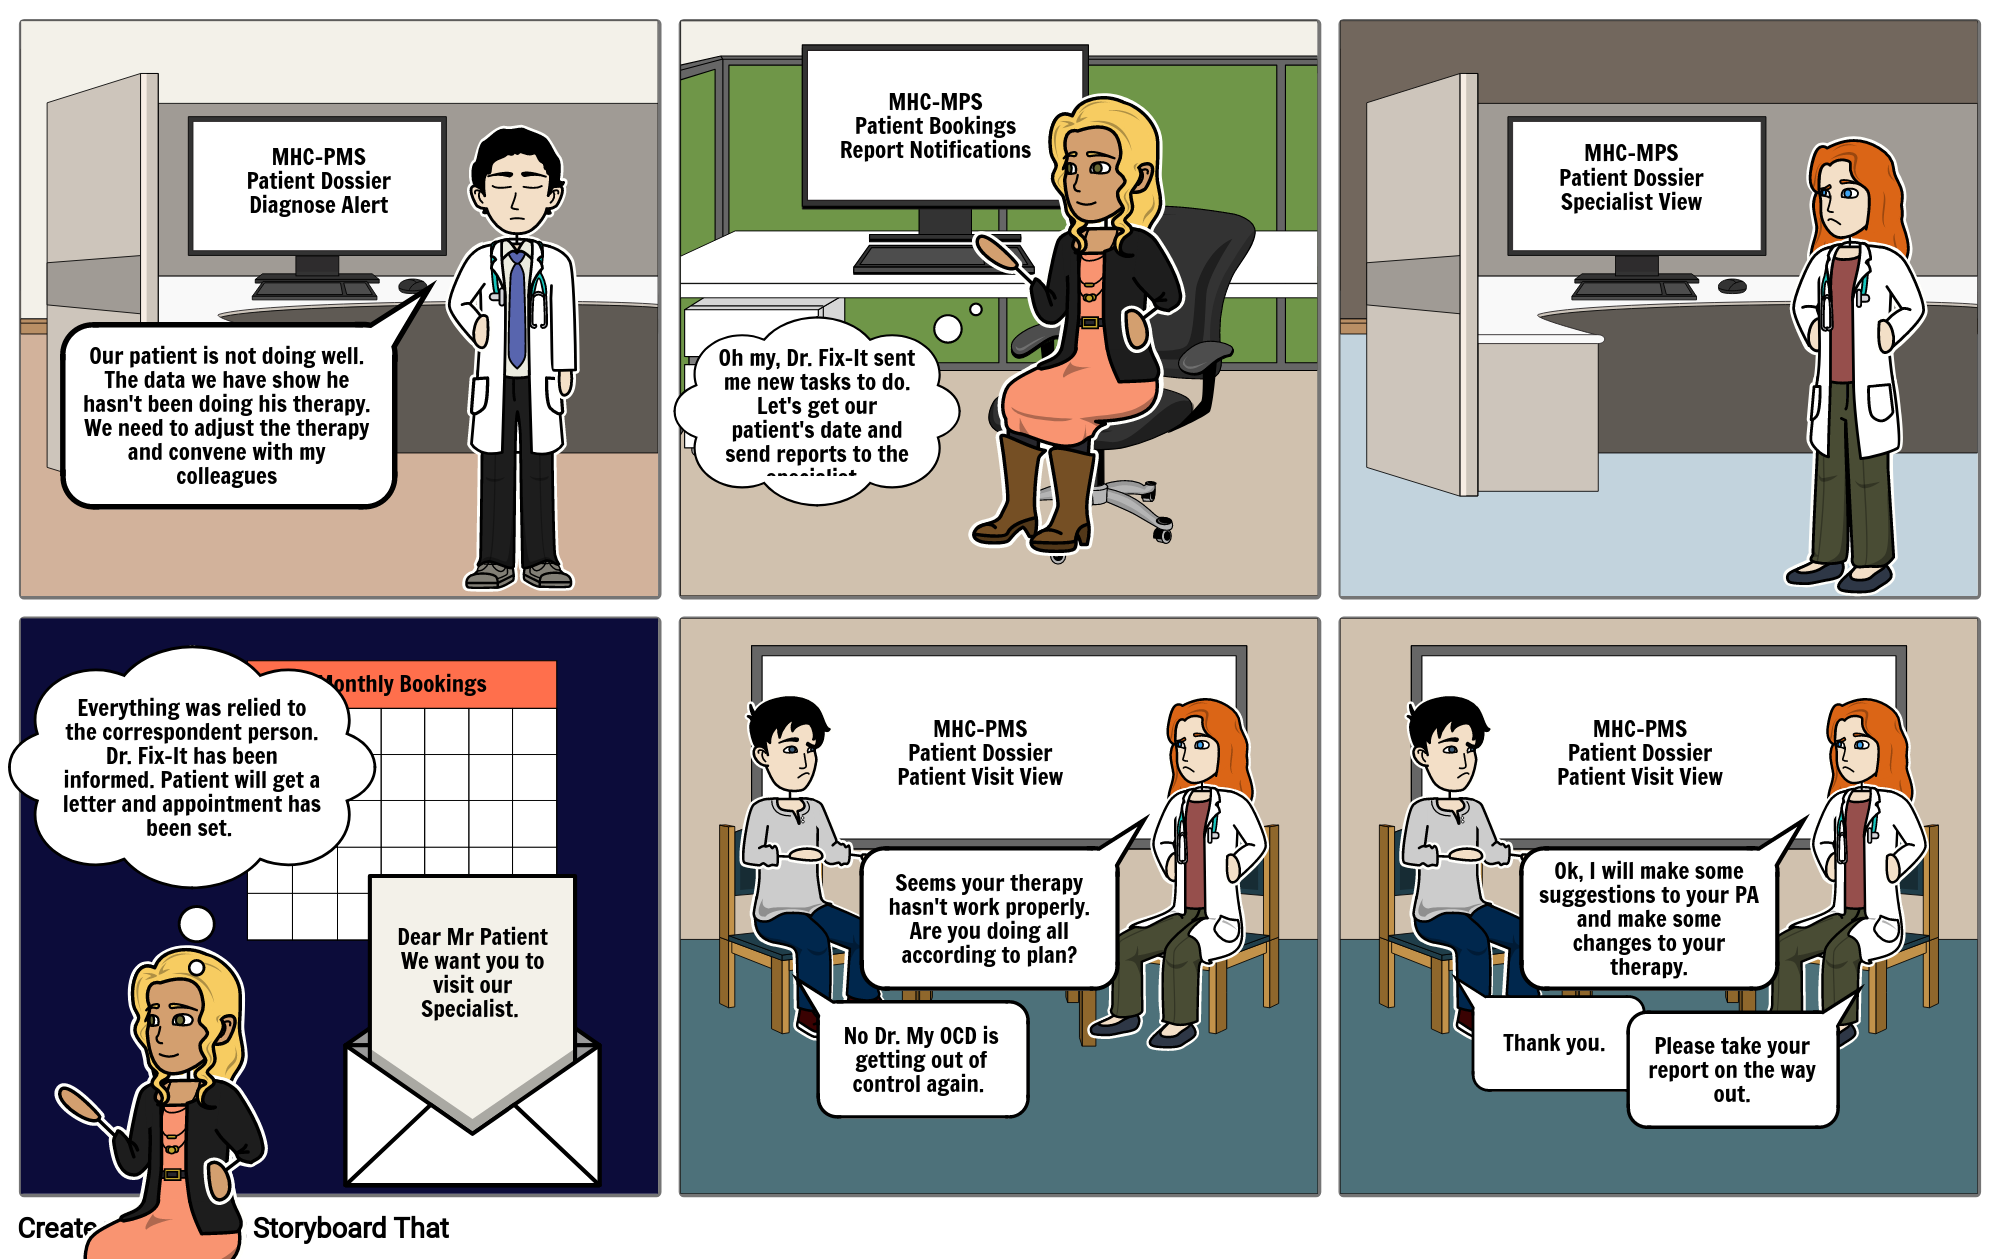 MHC-PMS
Patient Dossier
Diagnose Alert
Our patient is not doing well.
The data we have show he
hasn't been doing his therapy.
We need to adjust the therapy
and convene with my
colleagues
MHC-MPS
Patient Bookings
Report Notifications
Oh my, Dr. Fix-It sent
me new tasks to do.
Let's get our
patient's date and
send reports to the
MHC-MPS
Patient Dossier
Specialist View
Everything was relied to
the correspondent person.
Dr. Fix-It has been
informed. Patient will get a
letter and appointment has
been set.
Monthly Bookings
Dear Mr Patient
We want you to
visit our
Specialist.
MHC-PMS
Patient Dossier
Patient Visit View
Seems your therapy
hasn't work properly.
Are you doing all
according to plan?
No Dr. My OCD is
getting out of
control again.
MHC-PMS
Patient Dossier
Patient Visit View
Ok, I will make some
suggestions to your PA
and make some
changes to your
therapy.
Thank you.
Please take your
report on the way
out.
Create Storyboard That